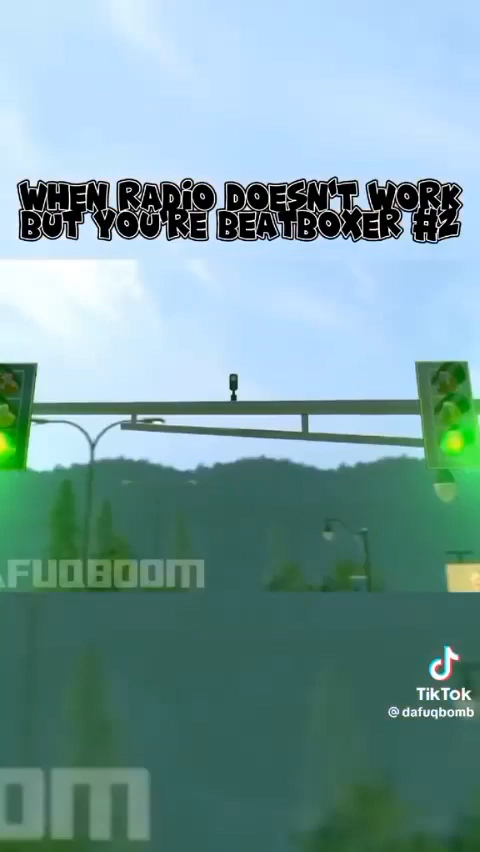 WHEN RADIO DOESN'T WORK
BUT YOU'RE BEATBOXER #2
AFUQBOOM
TikTok
@dafuqbomb
OM